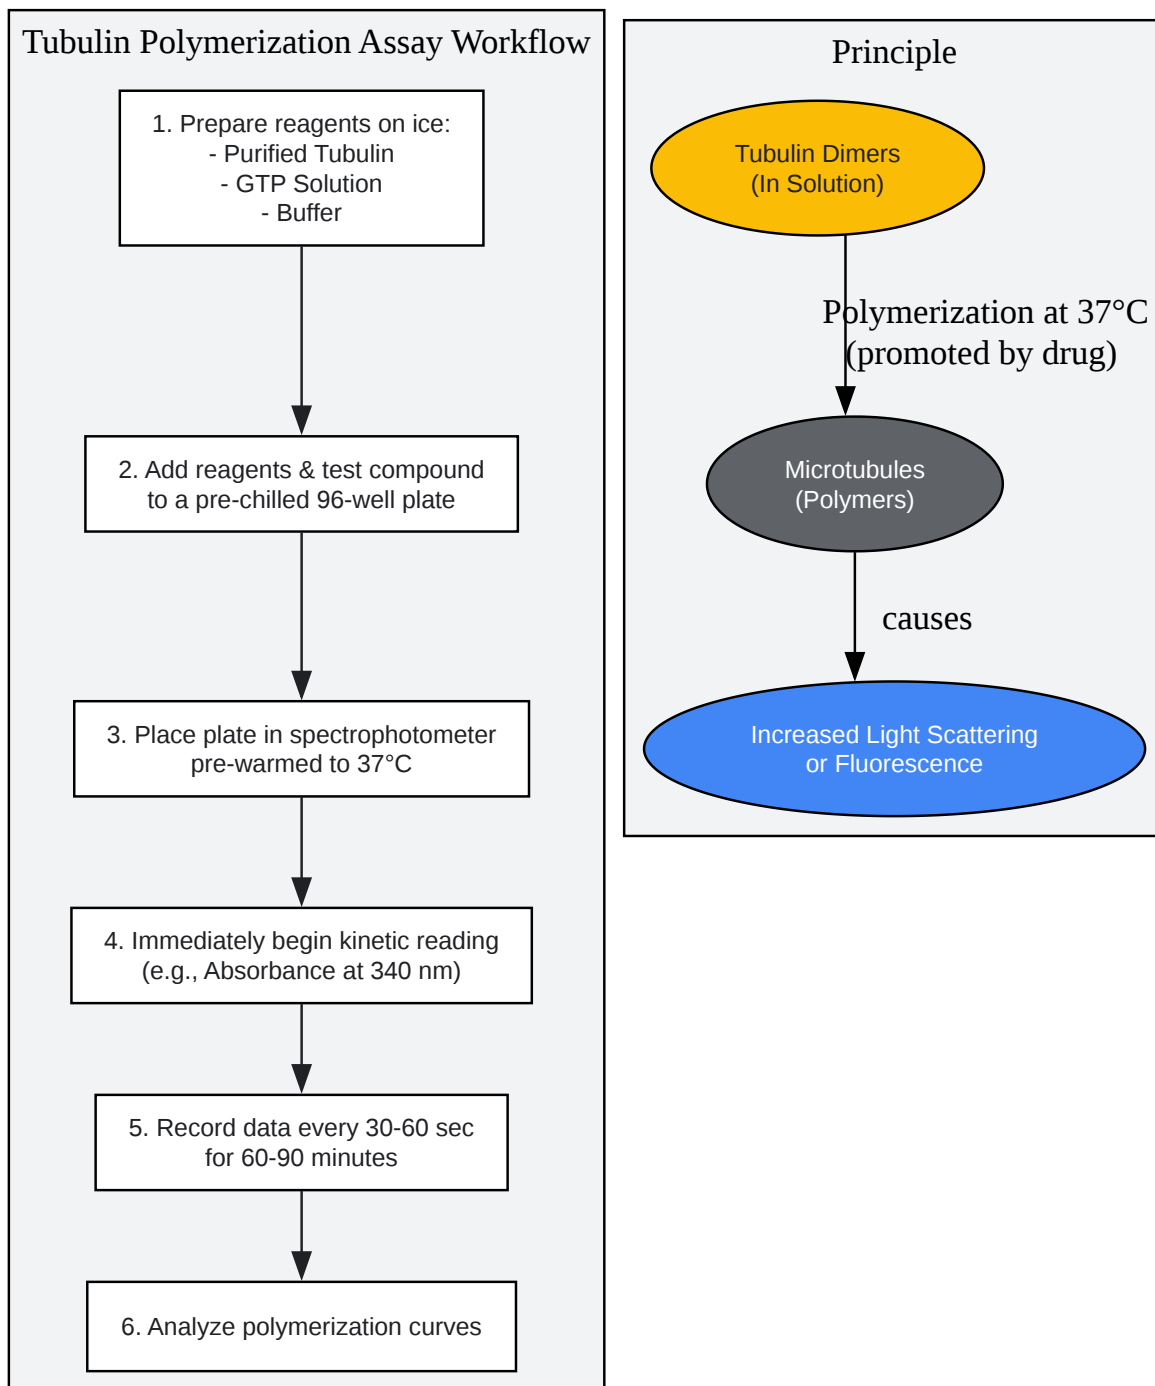 Tubulin Polymerization Assay Workflow
1. Prepare reagents on ice:
- Purified Tubulin
- GTP Solution
- Buffer
2. Add reagents & test compound
to a pre-chilled 96-well plate
3. Place plate in spectrophotometer
pre-warmed to 37°C
4. Immediately begin kinetic reading
(e.g., Absorbance at 340 nm)
5. Record data every 30-60 sec
for 60-90 minutes
6. Analyze polymerization curves
Principle
Tubulin Dimers
(In Solution)
Polymerization at 37°C
(promoted by drug)
Microtubules
(Polymers)
causes
Increased Light Scattering
or Fluorescence